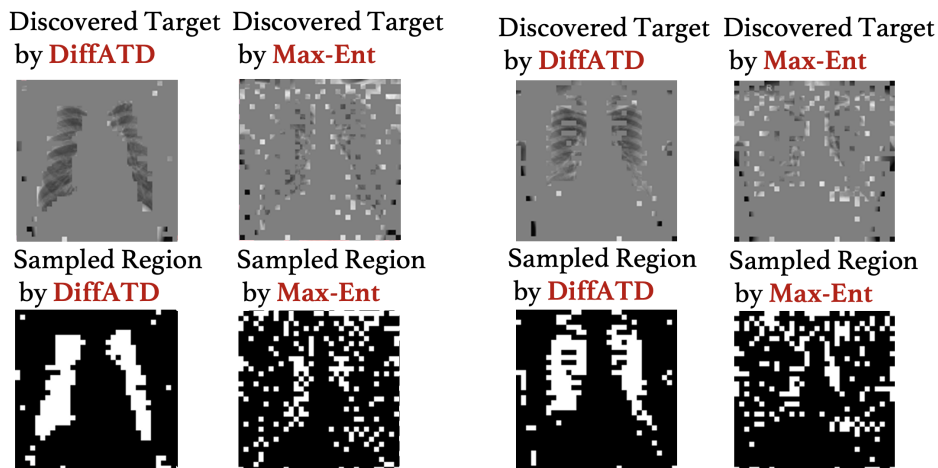 Discovered Target
by DiffATD
Discovered Target
by Max-Ent
Discovered Target
by DiffATD
Discovered Target
by Max-Ent
Sampled Region
by DiffATD
Sampled Region
by Max-Ent
Sampled Region
by DiffATD
Sampled Region
by Max-Ent